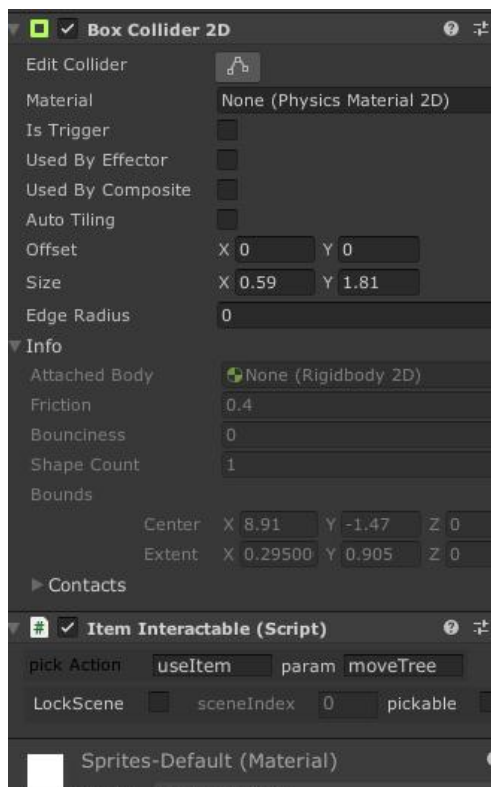 Box Collider 2D
Edit Collider
Material None (Physics Material 2D)
Is Trigger
Used By Effector
Used By Composite
Auto Tiling
Offset X 0 Y 0
Size X 0.59 Y 1.81
Edge Radius 0
Info
Attached Body None (Rigidbody 2D)
Friction 0.4
Bounciness 0
Shape Count 1
Bounds
Center X 8.91 Y -1.47 Z 0
Extent X 0.29500 Y 0.905 Z 0
Contacts
# Item Interactable (Script)
pick Action useItem param moveTree
LockScene sceneIndex 0 pickable
Sprites-Default (Material)